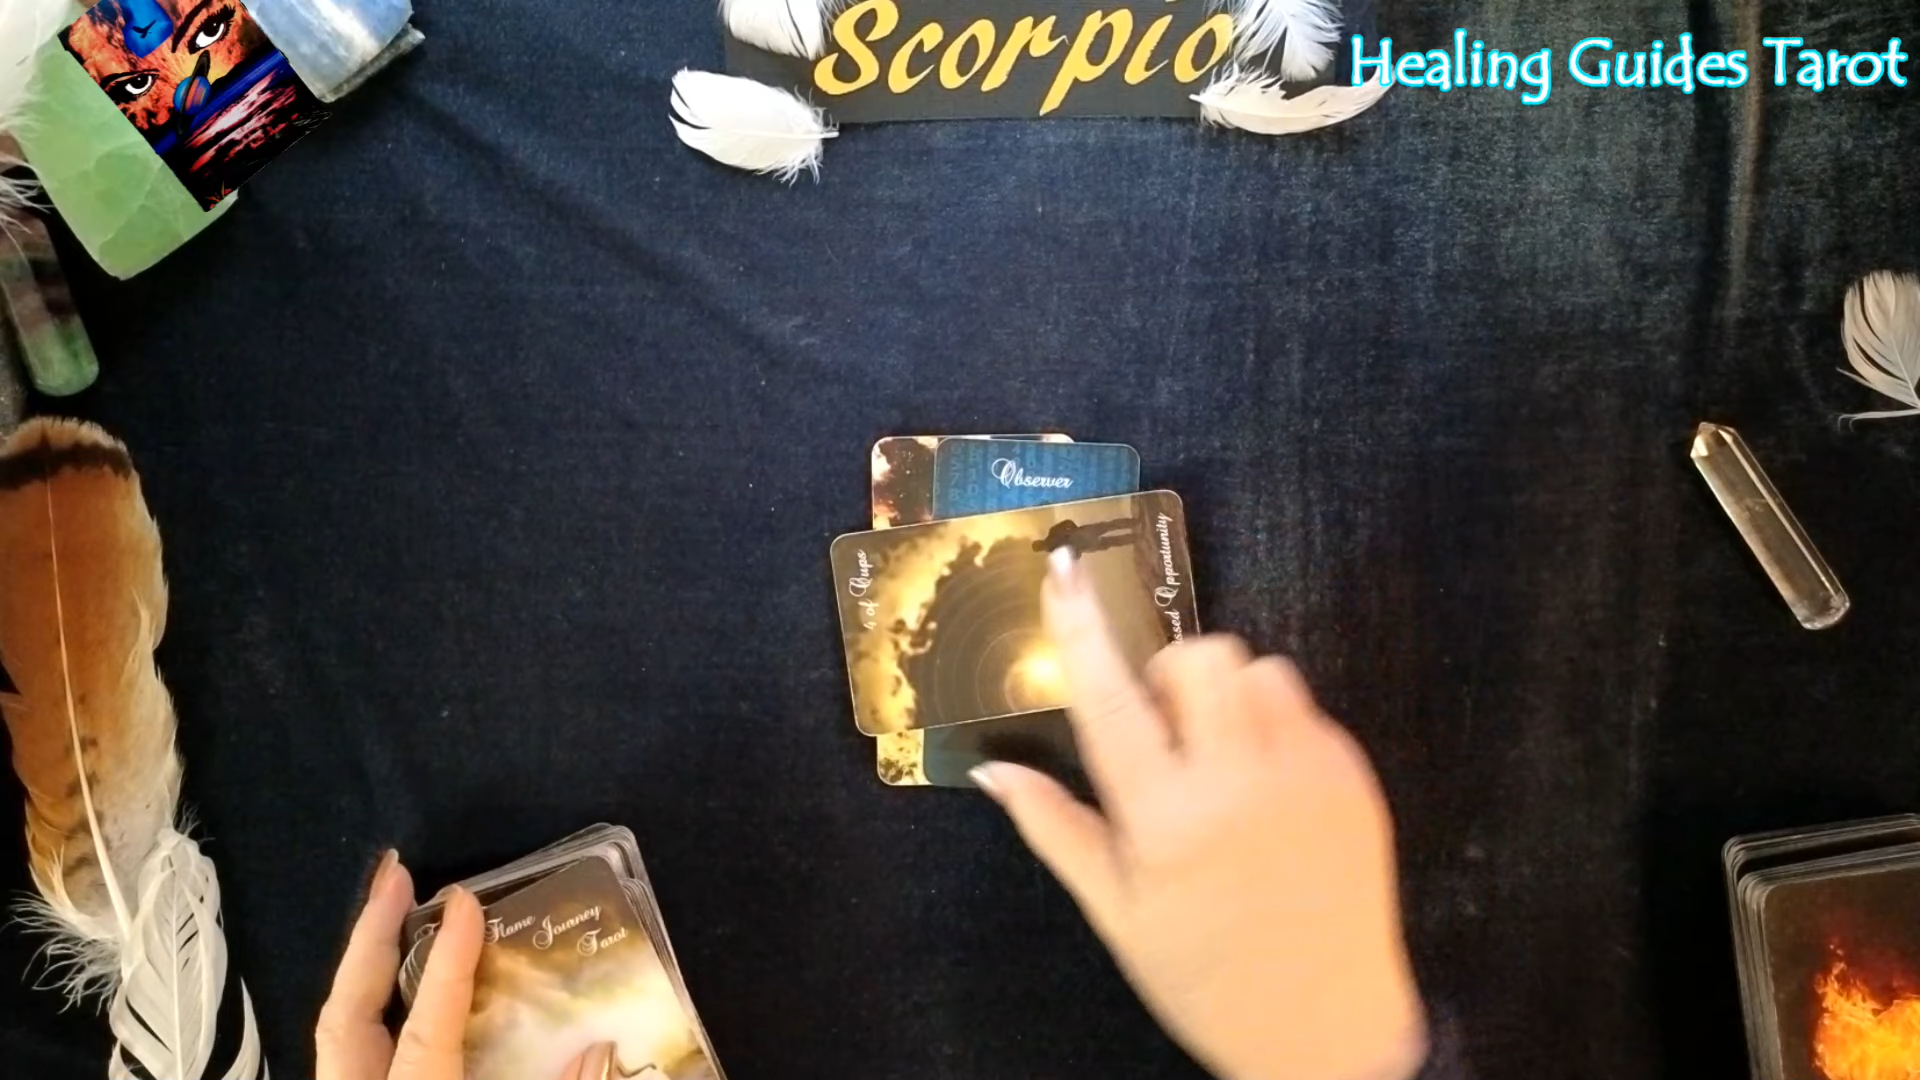 Scorpio
Healing Guides Tarot
Observer
4 of Cups
Opportunity
Flame
Journey
Tarot